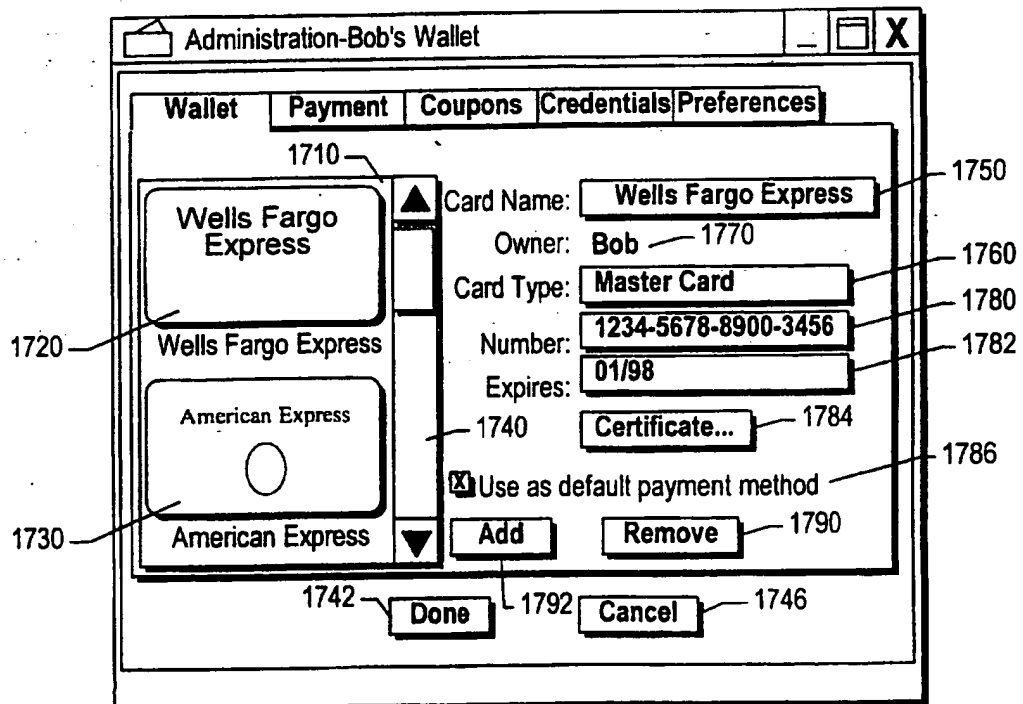 Administration-Bob's Wallet
X
Wallet Payment Coupons Credentials Preferences
1710
Wells Fargo
Express
1720
Wells Fargo Express
American Express
1730
American Express
1740
Card Name: Wells Fargo Express 1750
Owner: Bob 1770
Card Type: Master Card 1760
Number: 1234-5678-8900-3456 1780
Expires: 01/98 1782
Certificate... 1784
X Use as default payment method 1786
Add 1792 Remove 1790
1742 Done Cancel 1746